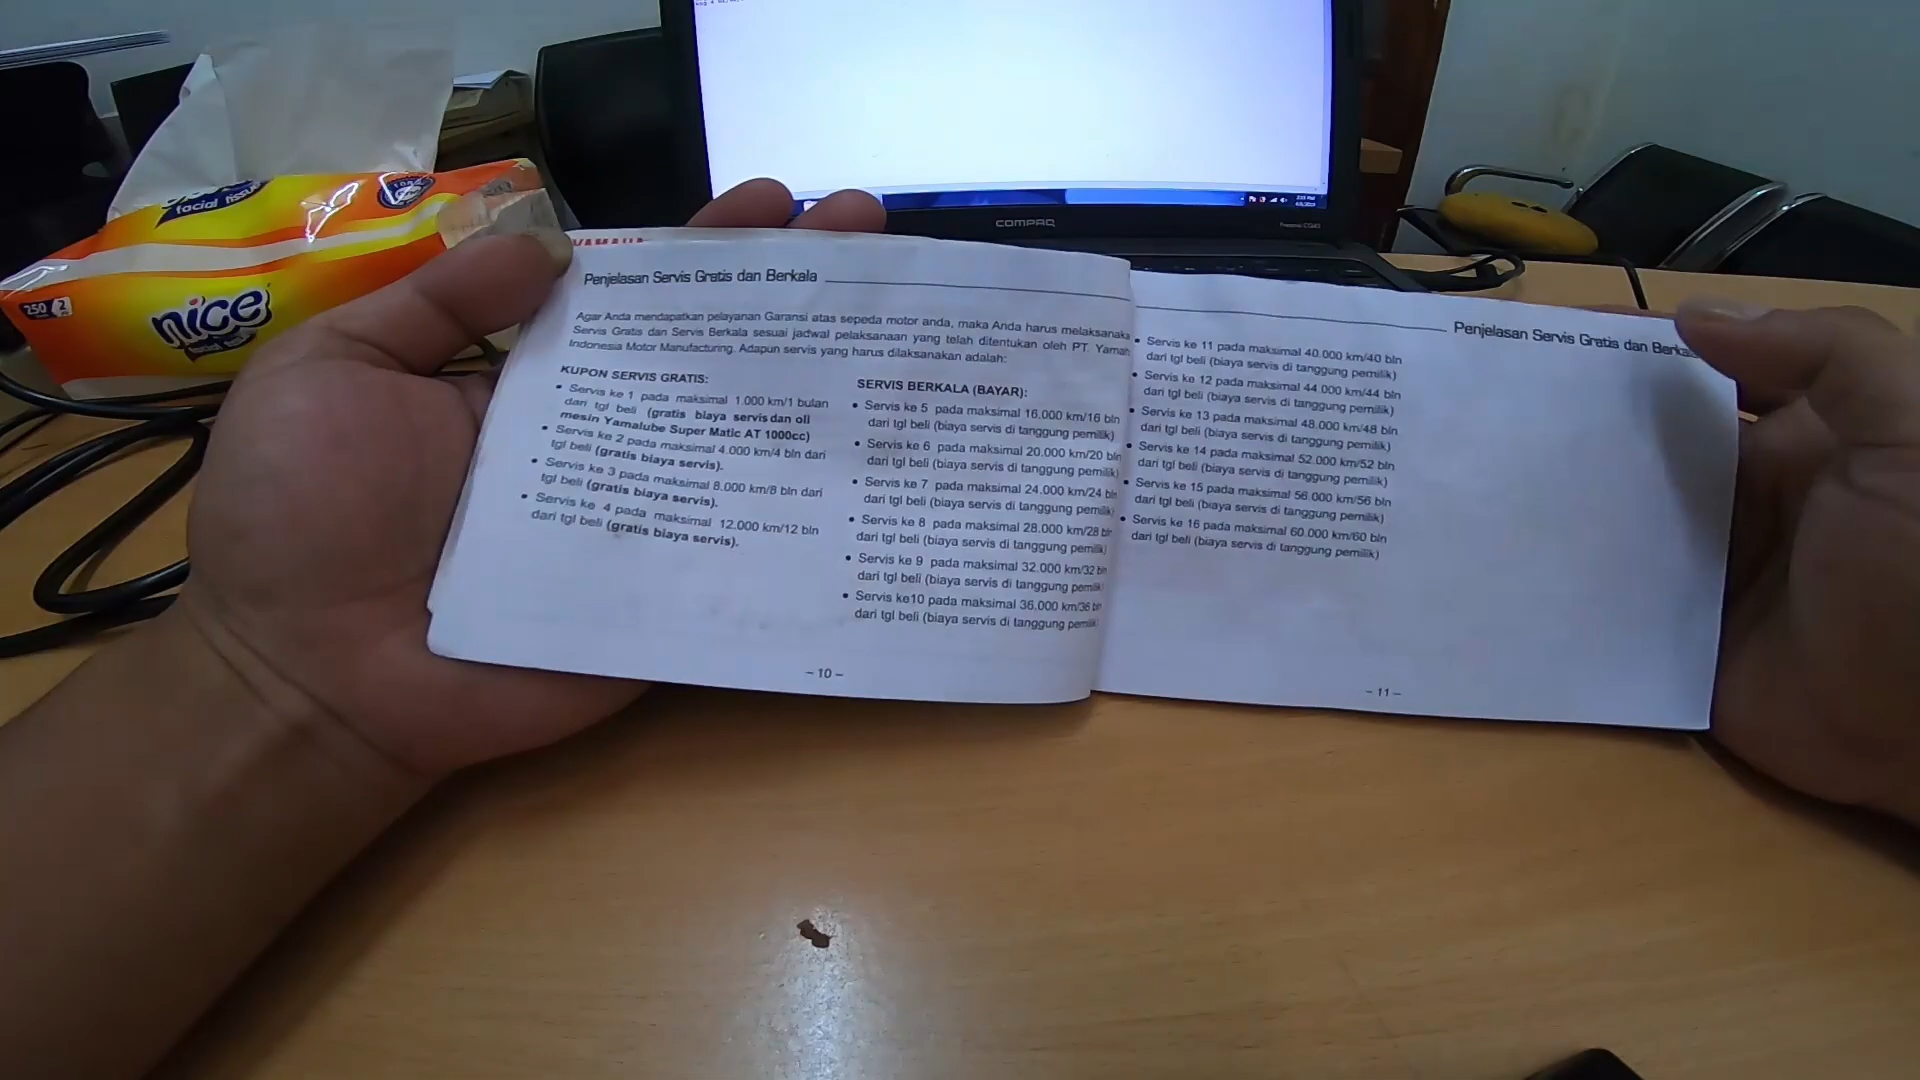 facial
250
2
nice
COMPAQ
YAMAHA
Penjelasan Servis Gratis dan Berkala
Agar Anda mendapatkan pelayanan Garansi atas sepeda motor anda, maka Anda harus melaksanaka
Servis Gratis dan Servis Berkala sesuai jadwal pelaksanaan yang telah ditentukan oleh PT. Yamah
Indonesia Motor Manufacturing. Adapun servis yang harus dilaksanakan adalah:
KUPON SERVIS GRATIS:
• Servis ke 1 pada maksimal 1.000 km/1 bulan
dari tgl beli (gratis biaya servis dan oli
mesin Yamalube Super Matic AT 1000cc)
• Servis ke 2 pada maksimal 4.000 km/4 bln dari
tgl beli (gratis biaya servis).
• Servis ke 3 pada maksimal 8.000 km/8 bln dari
tgl beli (gratis biaya servis).
• Servis ke 4 pada maksimal 12.000 km/12 bln
dari tgl beli (gratis biaya servis).
SERVIS BERKALA (BAYAR):
• Servis ke 5 pada maksimal 16.000 km/16 bln
dari tgl beli (biaya servis di tanggung pemilik)
• Servis ke 6 pada maksimal 20.000 km/20 bln
dari tgl beli (biaya servis di tanggung pemilik)
• Servis ke 7 pada maksimal 24.000 km/24 bln
dari tgl beli (biaya servis di tanggung pemilik)
• Servis ke 8 pada maksimal 28.000 km/28 bln
dari tgl beli (biaya servis di tanggung pemilik)
• Servis ke 9 pada maksimal 32.000 km/32 bln
dari tgl beli (biaya servis di tanggung pemilik)
• Servis ke10 pada maksimal 36.000 km/36 bln
dari tgl beli (biaya servis di tanggung pemilik
– 10 –
Penjelasan Servis Gratis dan Berkala
• Servis ke 11 pada maksimal 40.000 km/40 bln
dari tgl beli (biaya servis di tanggung pemilik)
• Servis ke 12 pada maksimal 44.000 km/44 bln
dari tgl beli (biaya servis di tanggung pemilik)
• Servis ke 13 pada maksimal 48.000 km/48 bln
dari tgl beli (biaya servis di tanggung pemilik)
• Servis ke 14 pada maksimal 52.000 km/52 bln
dari tgl beli (biaya servis di tanggung pemilik)
• Servis ke 15 pada maksimal 56.000 km/56 bln
dari tgl beli (biaya servis di tanggung pemilik)
• Servis ke 16 pada maksimal 60.000 km/60 bln
dari tgl beli (biaya servis di tanggung pemilik)
– 11 –